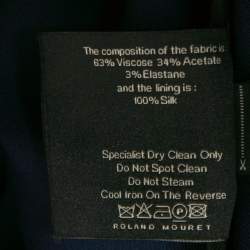 The composition of the fabric is
63% Viscose 34% Acetate
3% Elastane
and the lining is :
100% Silk
Specialist Dry Clean Only
Do Not Spot Clean
Do Not Steam
Cool Iron On The Reverse
ROLAND MOURET